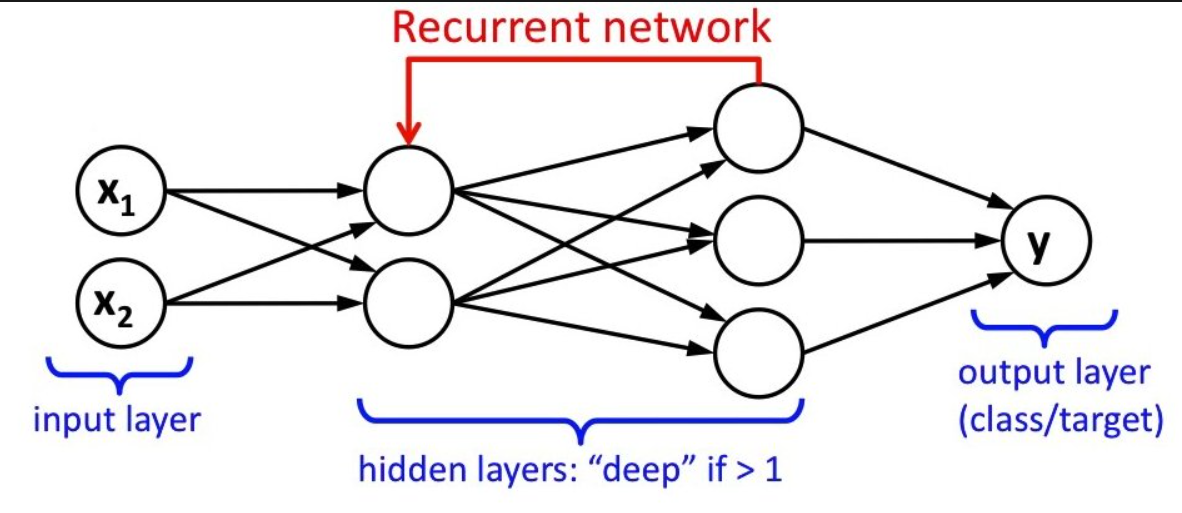 Recurrent network
x₁
x₂
y
input layer
output layer
(class/target)
hidden layers: “deep” if > 1